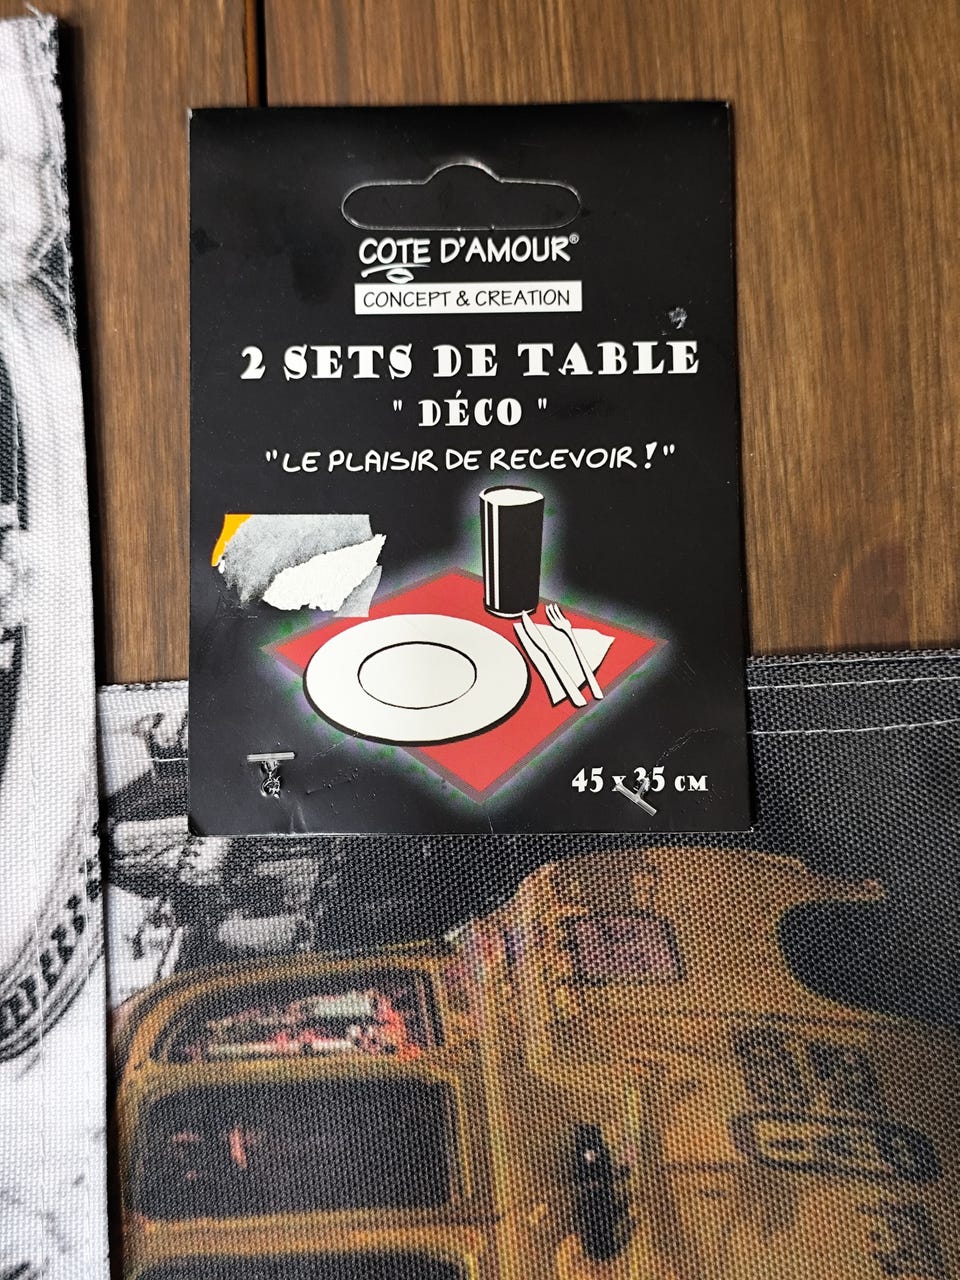 COTE D'AMOUR®
CONCEPT & CREATION
2 SETS DE TABLE
" DÉCO "
"LE PLAISIR DE RECEVOIR ! "
45 x 35 CM